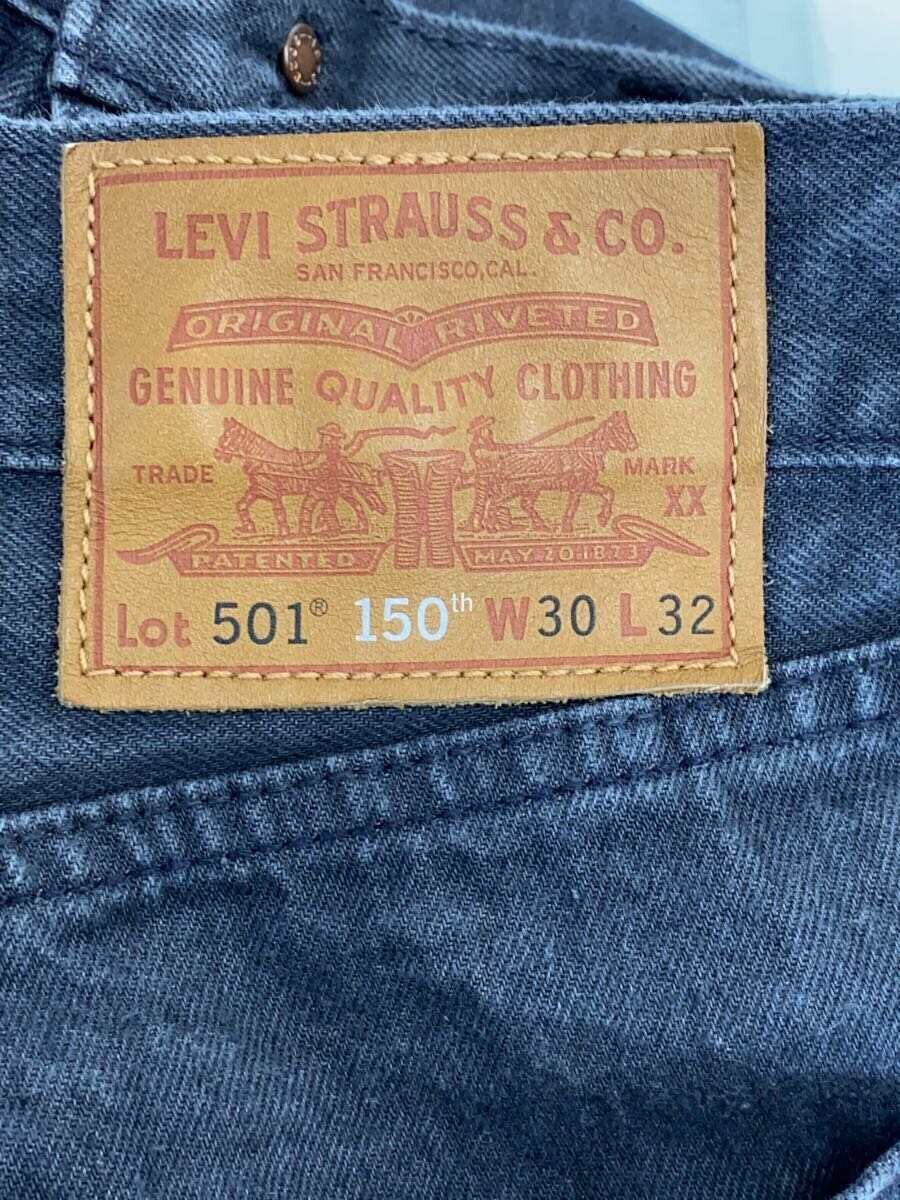 LEVI STRAUSS & CO.
SAN FRANCISCO, CAL.
ORIGINAL RIVETED
GENUINE QUALITY CLOTHING
TRADE MARK
XX
PATENTED MAY 20 1873
Lot 501® 150th W30 L 32